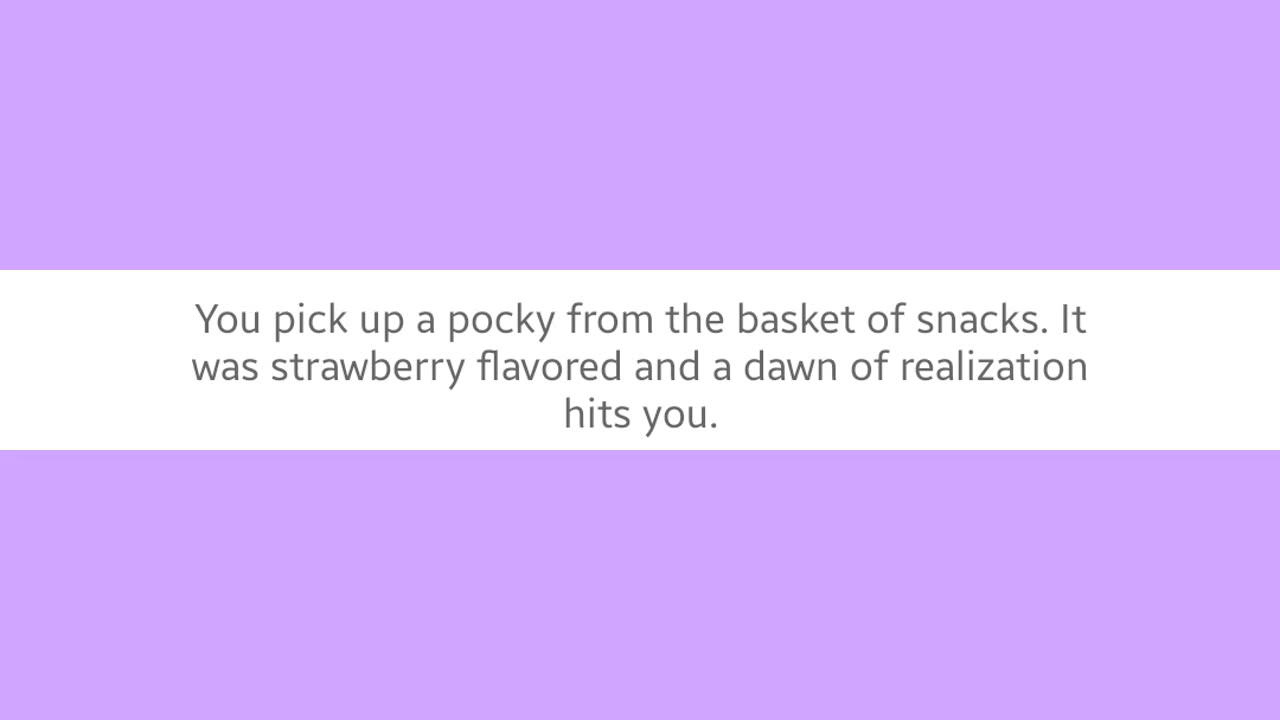 You pick up a pocky from the basket of snacks. It
was strawberry flavored and a dawn of realization
hits you.